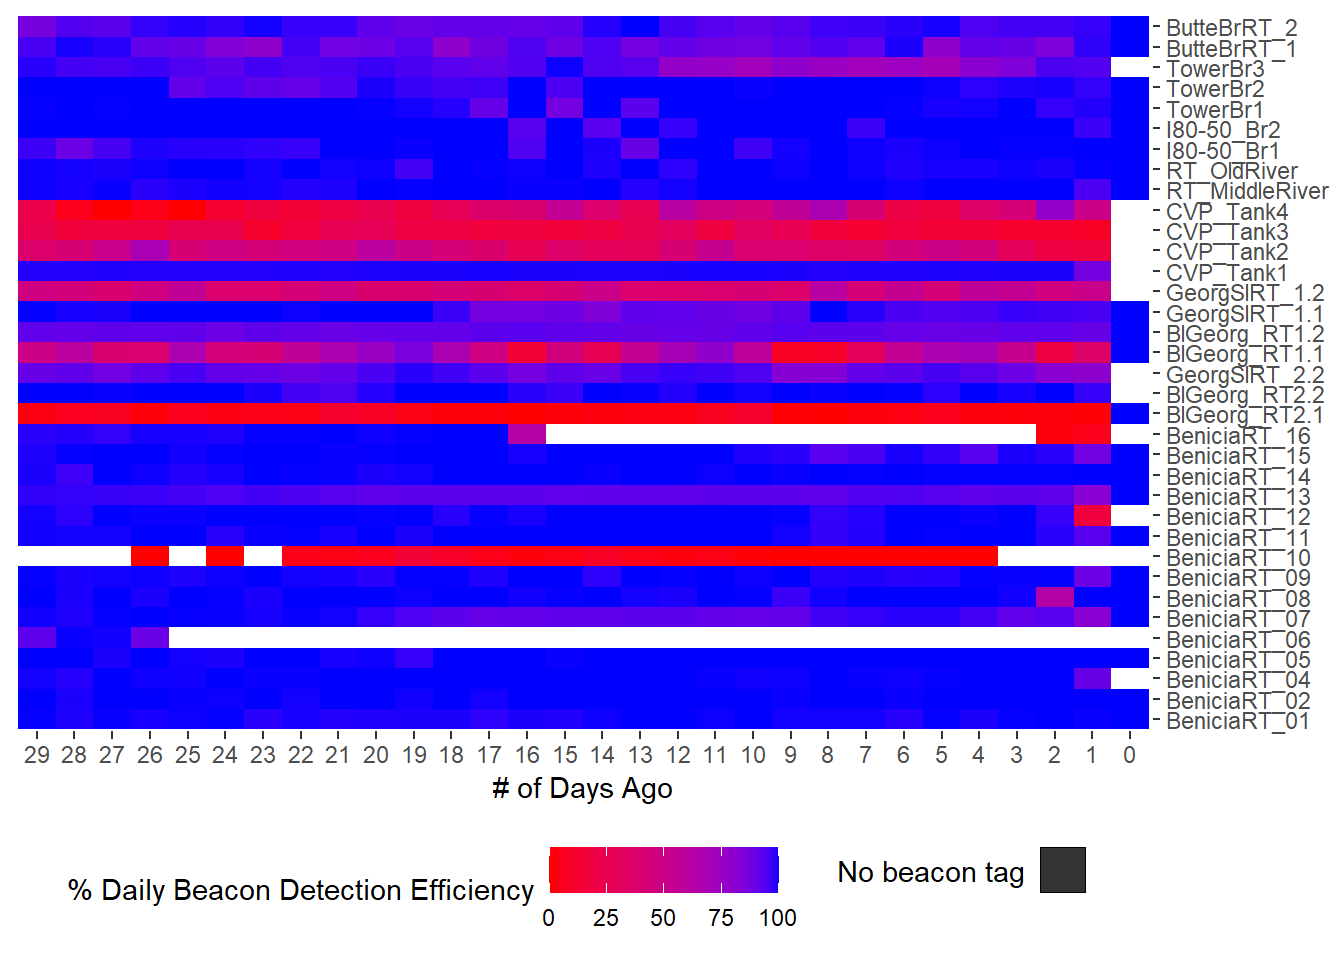 ButteBrRT_2
ButteBrRT_1
TowerBr3
TowerBr2
TowerBr1
I80-50_Br2
I80-50_Br1
RT_OldRiver
RT_MiddleRiver
CVP_Tank4
CVP_Tank3
CVP_Tank2
CVP_Tank1
GeorgSlRT_1.2
GeorgSlRT_1.1
BlGeorg_RT1.2
BlGeorg_RT1.1
GeorgSlRT_2.2
BlGeorg_RT2.2
BlGeorg_RT2.1
BeniciaRT_16
BeniciaRT_15
BeniciaRT_14
BeniciaRT_13
BeniciaRT_12
BeniciaRT_11
BeniciaRT_10
BeniciaRT_09
BeniciaRT_08
BeniciaRT_07
BeniciaRT_06
BeniciaRT_05
BeniciaRT_04
BeniciaRT_02
BeniciaRT_01
29 28 27 26 25 24 23 22 21 20 19 18 17 16 15 14 13 12 11 10 9 8 7 6 5 4 3 2 1 0
# of Days Ago
% Daily Beacon Detection Efficiency
0 25 50 75 100
No beacon tag